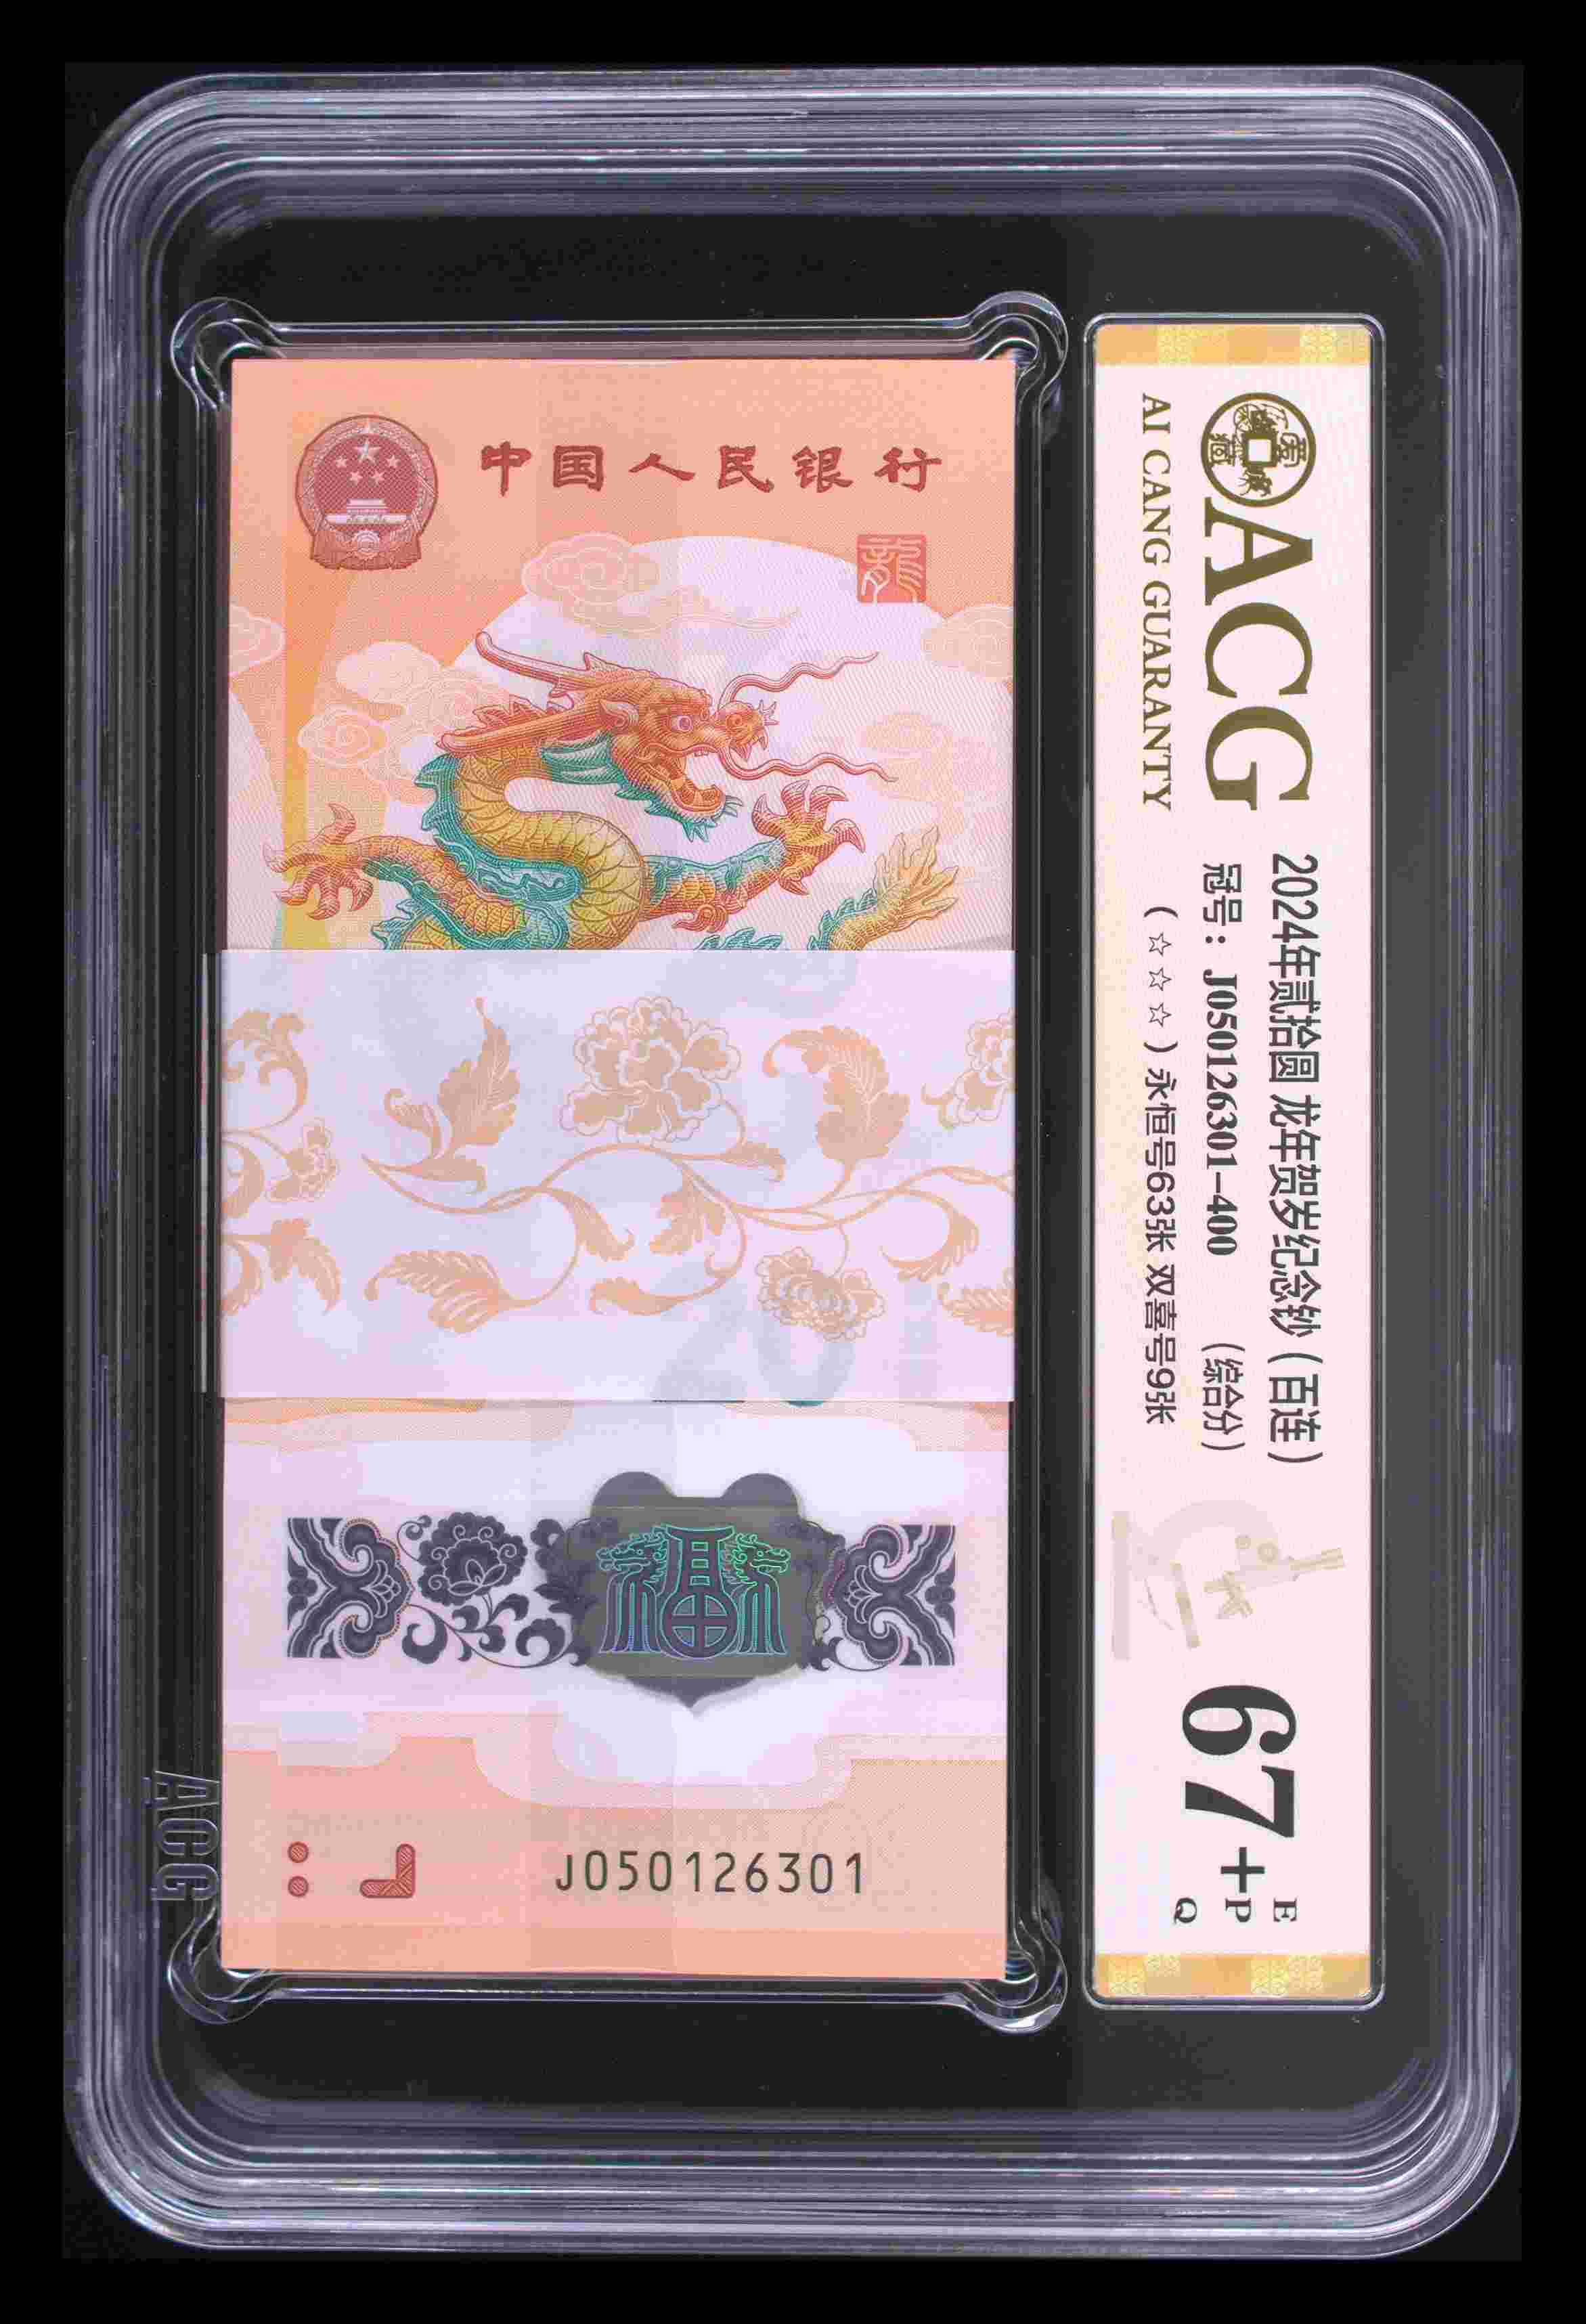 中国人民银行
龍
福
J050126301
ACG
AI CANG GUARANTY
2024年贰拾圆 龙年贺岁纪念钞（百连）
冠号：J050126301-400 （综合分）
（☆☆☆）永恒号63张 双喜号9张
67+
E
P
Q
ACG